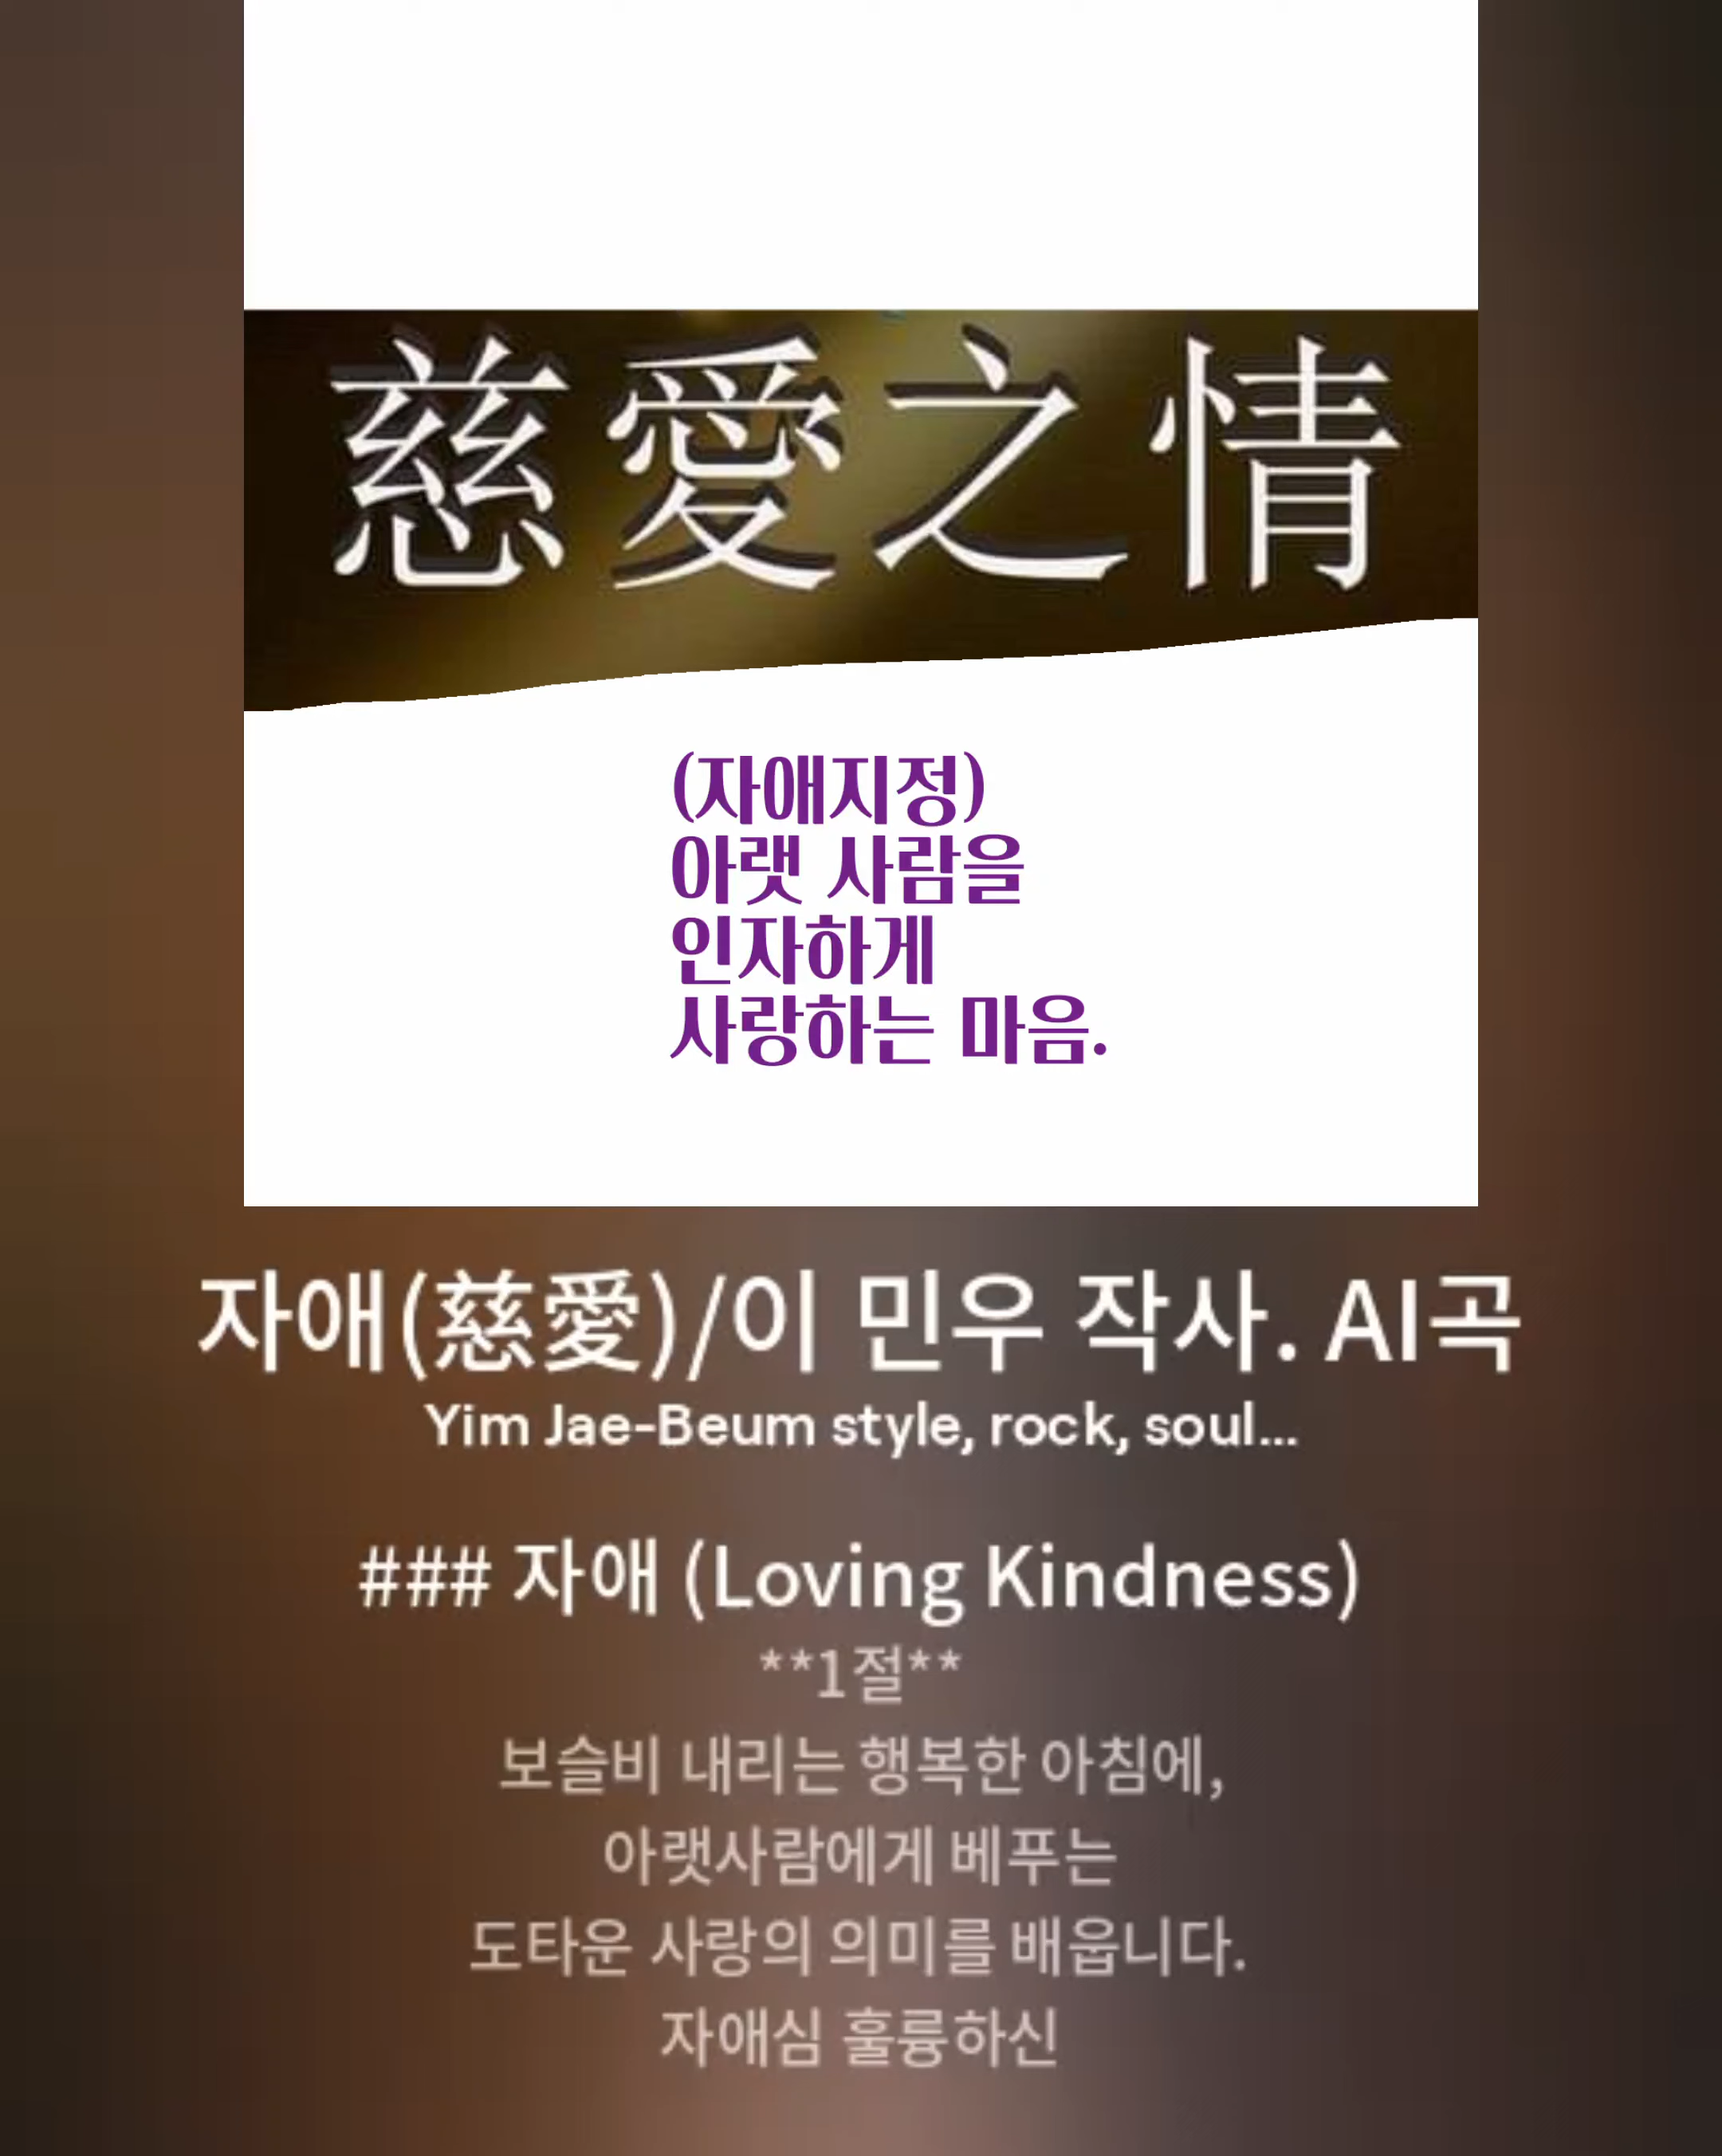 慈愛之情
(자애지정)
아랫 사람을
인자하게
사랑하는 마음.
자애(慈愛)/이 민우 작사. AI곡
Yim Jae-Beum style, rock, soul...
### 자애 (Loving Kindness)
**1절**
보슬비 내리는 행복한 아침에,
아랫사람에게 베푸는
도타운 사랑의 의미를 배웁니다.
자애심 훌륭하신